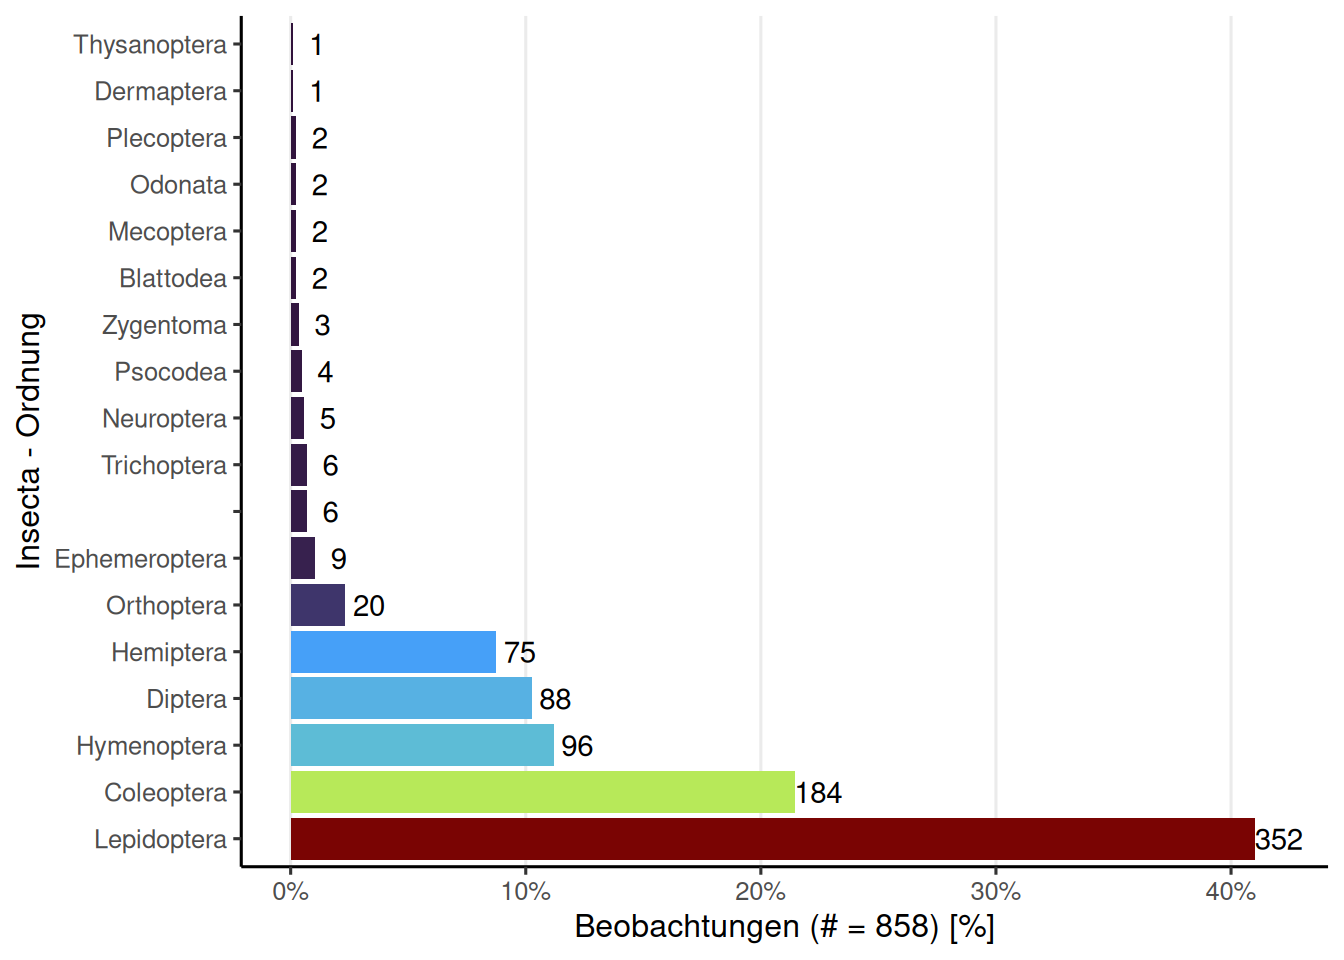 Insecta - Ordnung
Thysanoptera 1
Dermaptera 1
Plecoptera 2
Odonata 2
Mecoptera 2
Blattodea 2
Zygentoma 3
Psocodea 4
Neuroptera 5
Trichoptera 6
6
Ephemeroptera 9
Orthoptera 20
Hemiptera 75
Diptera 88
Hymenoptera 96
Coleoptera 184
Lepidoptera 352
0% 10% 20% 30% 40%
Beobachtungen (# = 858) [%]